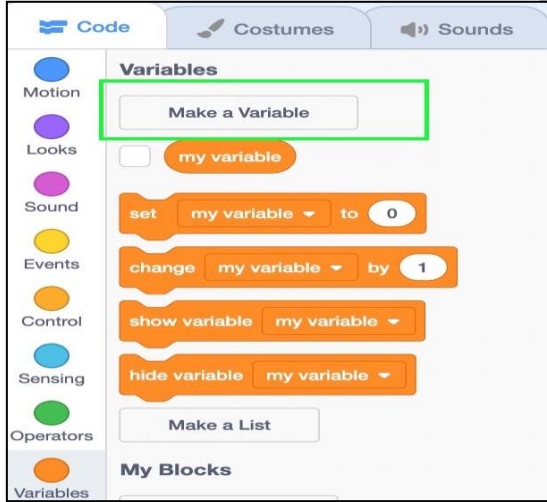 Code Costumes Sounds
Motion
Looks
Sound
Events
Control
Sensing
Operators
Variables
Variables
Make a Variable
my variable
set my variable to 0
change my variable by 1
show variable my variable
hide variable my variable
Make a List
My Blocks